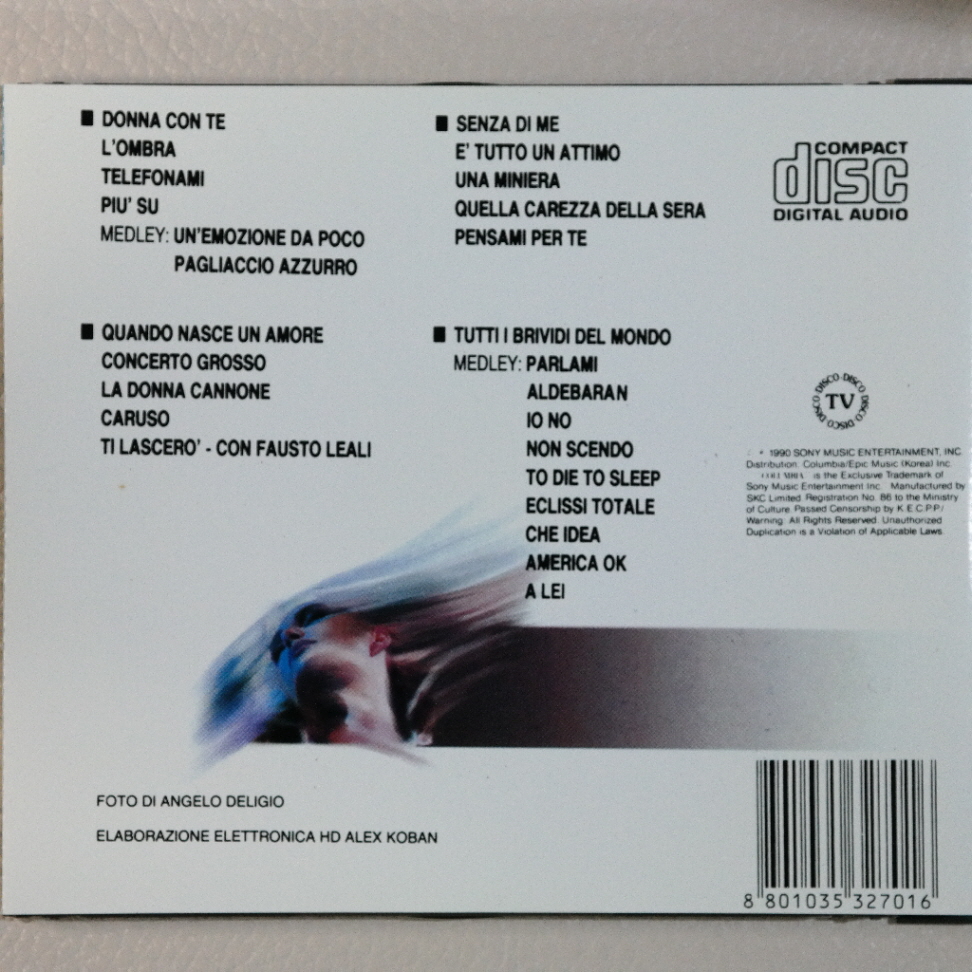 DONNA CON TE
L'OMBRA
TELEFONAMI
PIU' SU
MEDLEY: UN'EMOZIONE DA POCO
PAGLIACCIO AZZURRO
SENZA DI ME
E' TUTTO UN ATTIMO
UNA MINIERA
QUELLA CAREZZA DELLA SERA
PENSAMI PER TE
QUANDO NASCE UN AMORE
CONCERTO GROSSO
LA DONNA CANNONE
CARUSO
TI LASCERO' - CON FAUSTO LEALI
TUTTI I BRIVIDI DEL MONDO
MEDLEY: PARLAMI
ALDEBARAN
IO NO
NON SCENDO
TO DIE TO SLEEP
ECLISSI TOTALE
CHE IDEA
AMERICA OK
A LEI
COMPACT
disc
DIGITAL AUDIO
DISCO DISCO DISCO DISCO DISCO
TV
1990 SONY MUSIC ENTERTAINMENT, INC.
Distribution: Columbia/Epic Music (Korea) Inc.
is the Exclusive Trademark of
Sony Music Entertainment Inc. Manufactured by
SKC Limited. Registration No. 86 to the Ministry
of Culture. Passed Censorship by K.E.C.P.P/
Warning: All Rights Reserved. Unauthorized
Duplication is a Violation of Applicable Laws.
FOTO DI ANGELO DELIGIO
ELABORAZIONE ELETTRONICA HD ALEX KOBAN
8 801035 327016